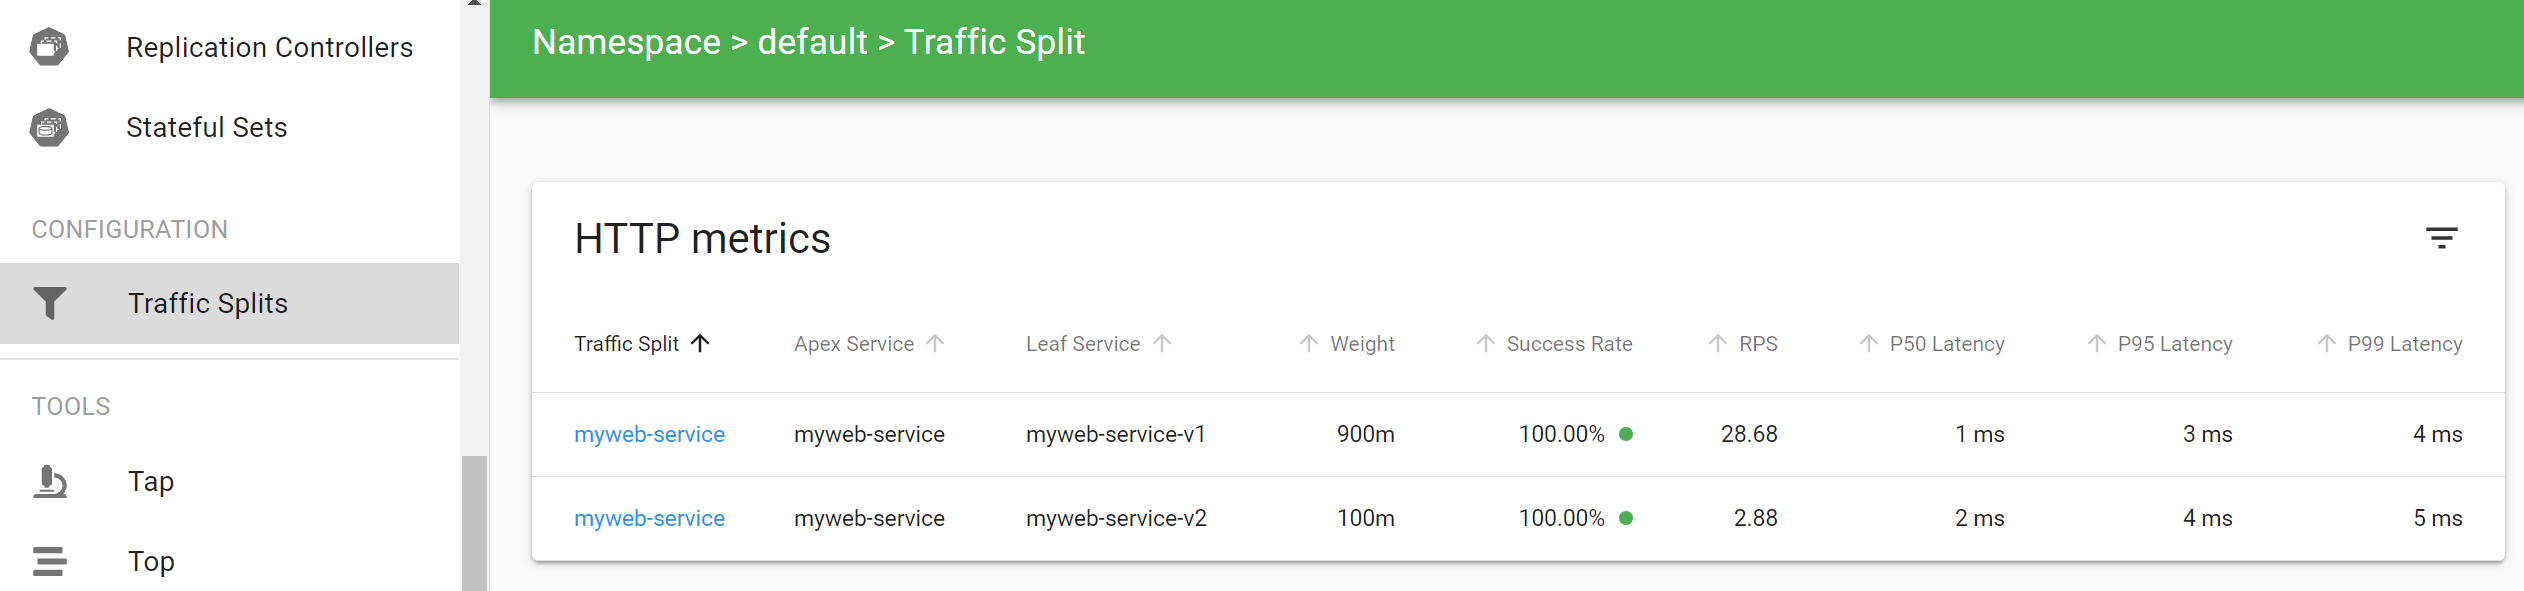 Replication Controllers
Stateful Sets
CONFIGURATION
Traffic Splits
TOOLS
Tap
Top
Namespace > default > Traffic Split
HTTP metrics
Traffic Split Apex Service Leaf Service Weight Success Rate RPS P50 Latency P95 Latency P99 Latency
myweb-service myweb-service myweb-service-v1 900m 100.00% 28.68 1 ms 3 ms 4 ms
myweb-service myweb-service myweb-service-v2 100m 100.00% 2.88 2 ms 4 ms 5 ms